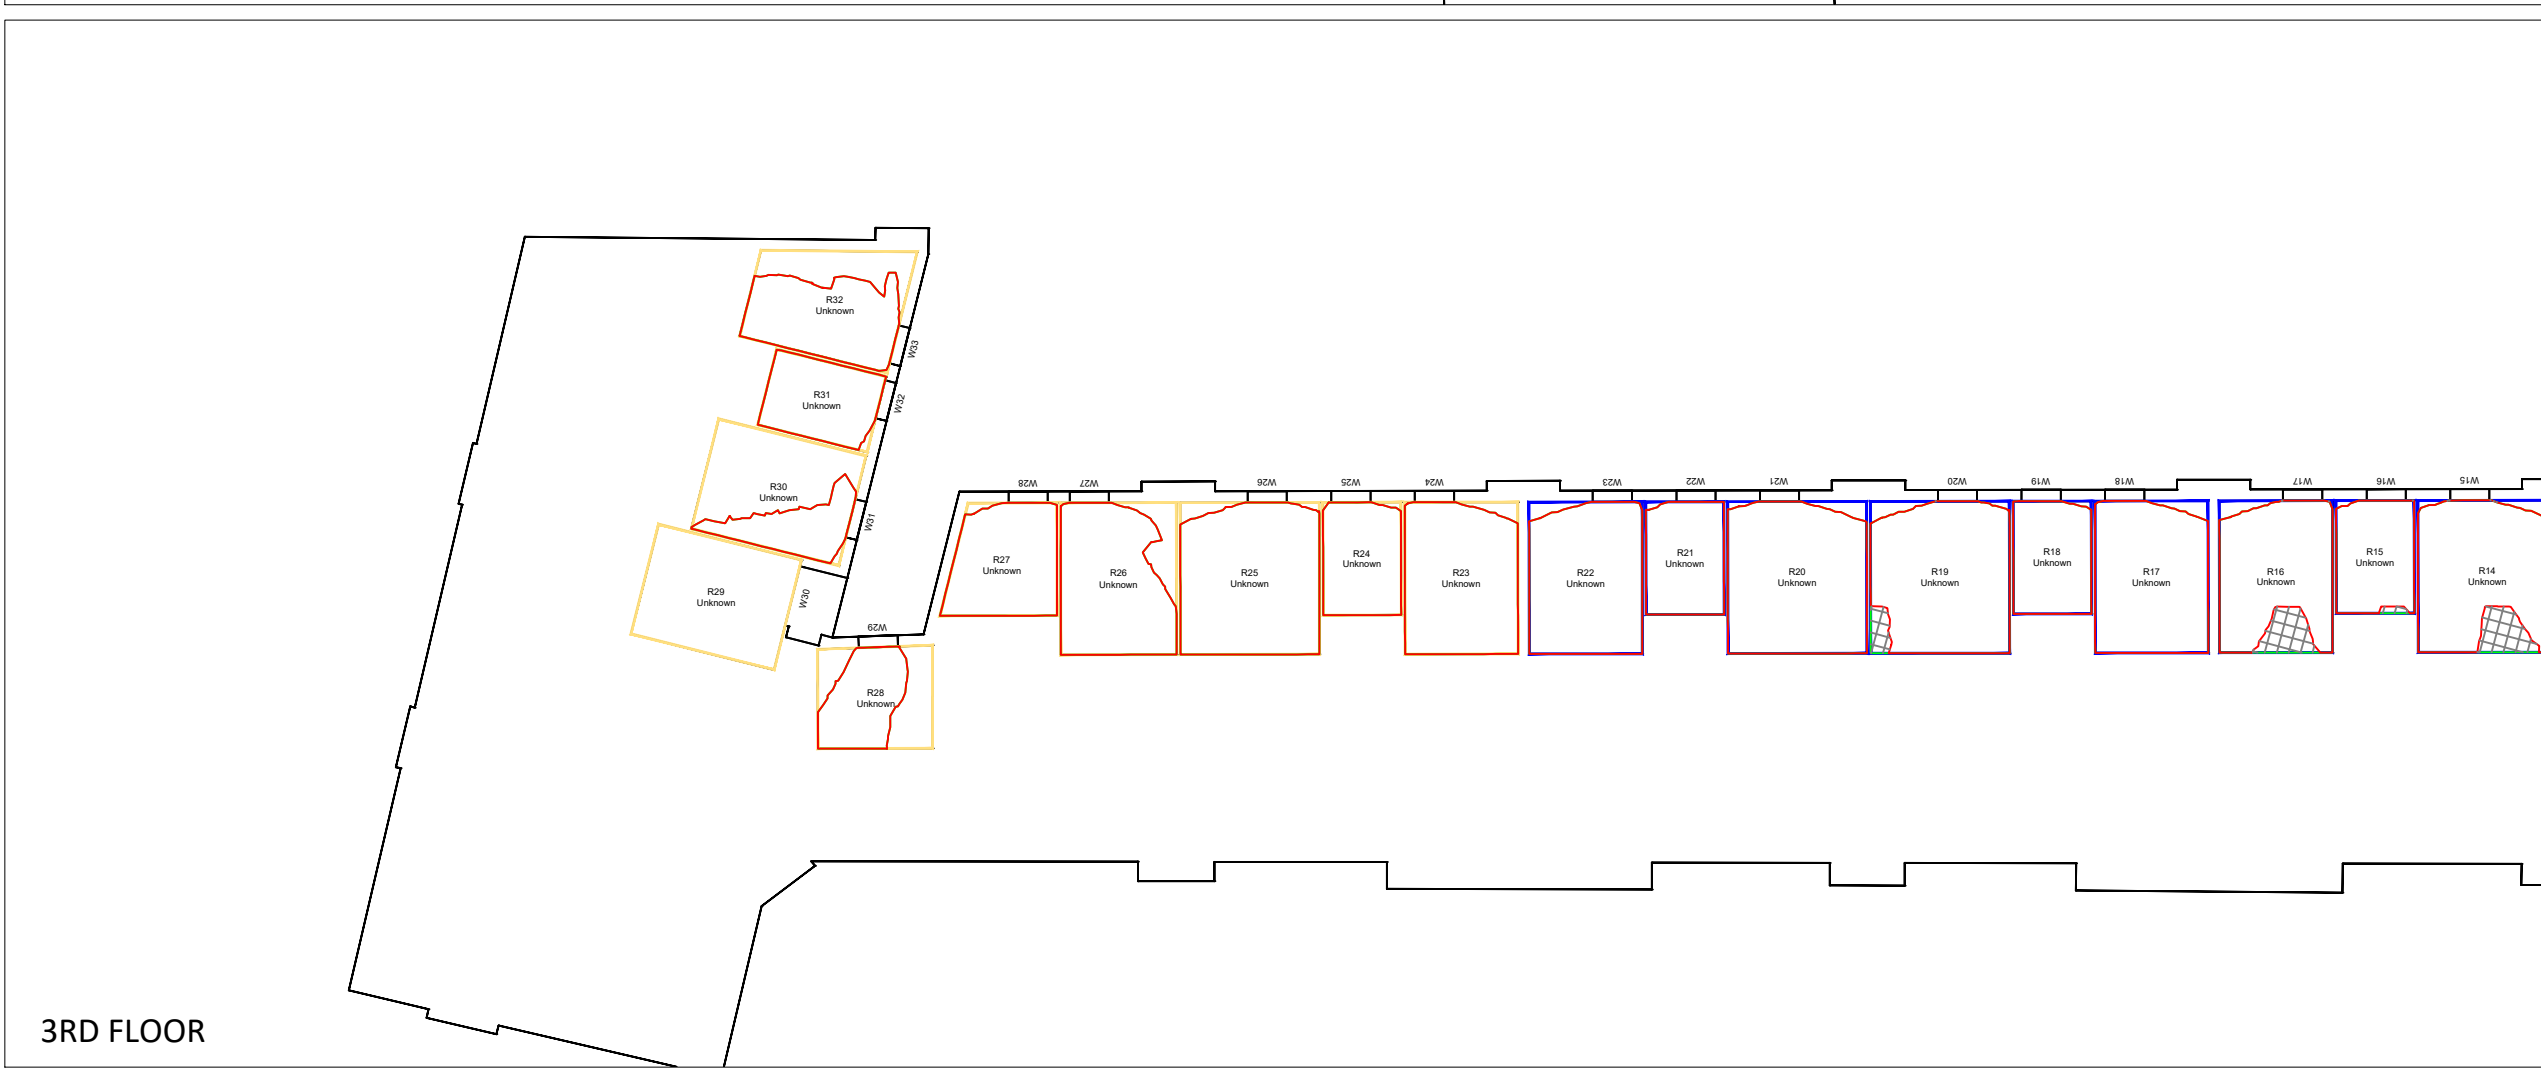 R32
Unknown
W33
R31
Unknown
W32
R30
Unknown
W31
R29
Unknown
W30
W29
R28
Unknown
W28
W27
W26
W25
W24
W23
W22
W21
W20
W19
W18
W17
W16
W15
R27
Unknown
R26
Unknown
R25
Unknown
R24
Unknown
R23
Unknown
R22
Unknown
R21
Unknown
R20
Unknown
R19
Unknown
R18
Unknown
R17
Unknown
R16
Unknown
R15
Unknown
R14
Unknown
3RD FLOOR